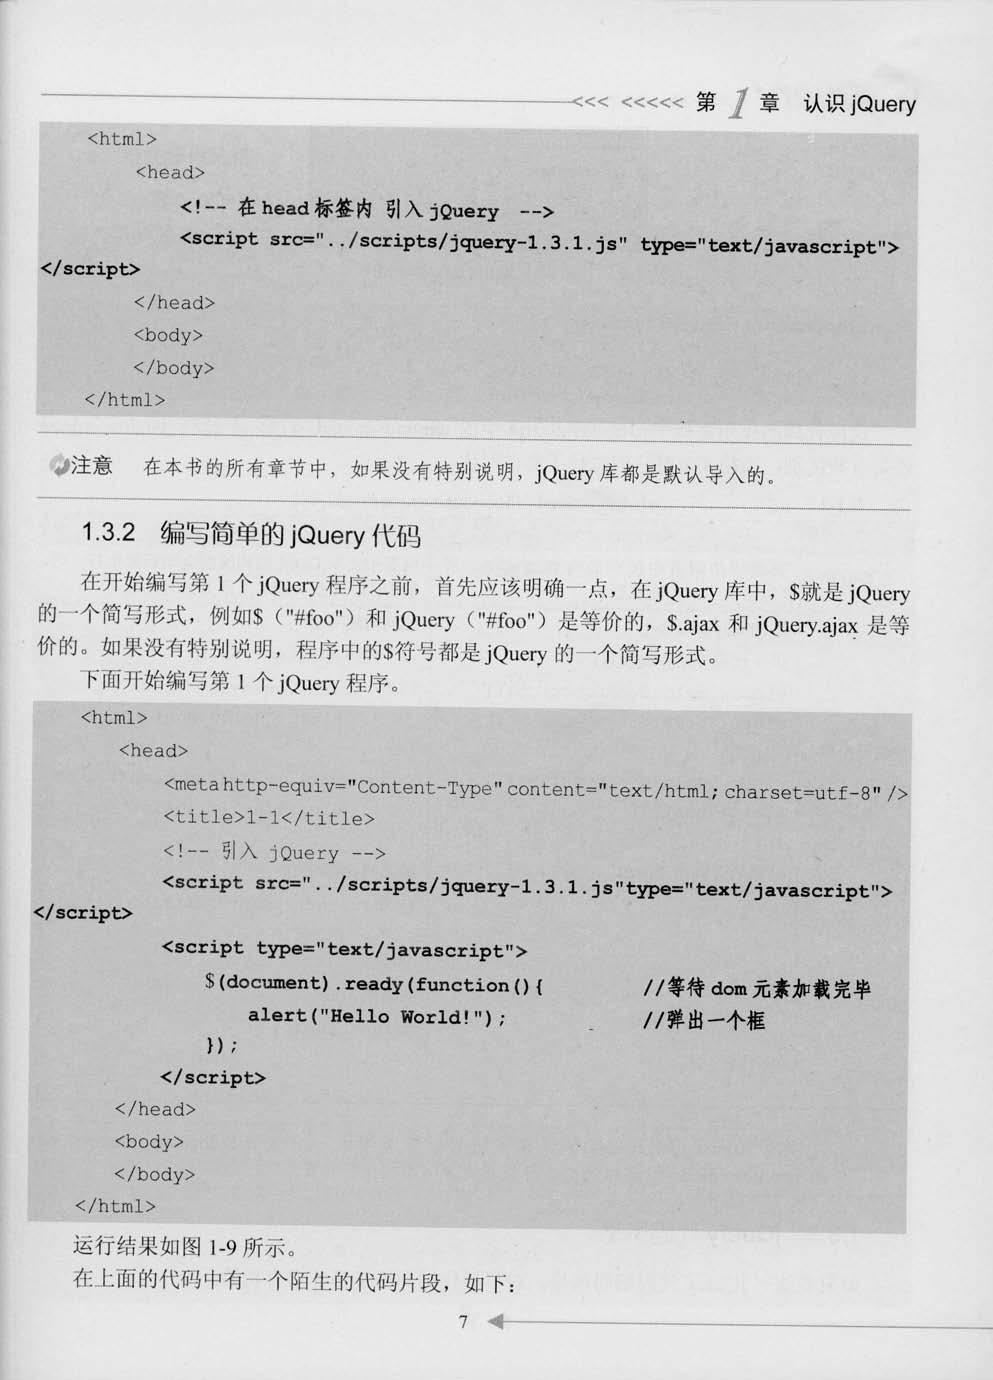 <<< <<<<< 第 1 章 认识 jQuery
<html>
<head>
<!-- 在 head 标签内 引入 jQuery -->
<script src="../scripts/jquery-1.3.1.js" type="text/javascript">
</script>
</head>
<body>
</body>
</html>
注意 在本书的所有章节中，如果没有特别说明，jQuery 库都是默认导入的。
1.3.2 编写简单的 jQuery 代码
在开始编写第 1 个 jQuery 程序之前，首先应该明确一点，在 jQuery 库中，$就是 jQuery
的一个简写形式，例如$（"#foo"）和 jQuery（"#foo"）是等价的，$.ajax 和 jQuery.ajax 是等
价的。如果没有特别说明，程序中的$符号都是 jQuery 的一个简写形式。
下面开始编写第 1 个 jQuery 程序。
<html>
<head>
<meta http-equiv="Content-Type" content="text/html; charset=utf-8" />
<title>1-1</title>
<!-- 引入 jQuery -->
<script src="../scripts/jquery-1.3.1.js"type="text/javascript">
</script>
<script type="text/javascript">
$(document).ready(function(){ //等待 dom 元素加载完毕
alert("Hello World!"); //弹出一个框
});
</script>
</head>
<body>
</body>
</html>
运行结果如图 1-9 所示。
在上面的代码中有一个陌生的代码片段，如下：
7